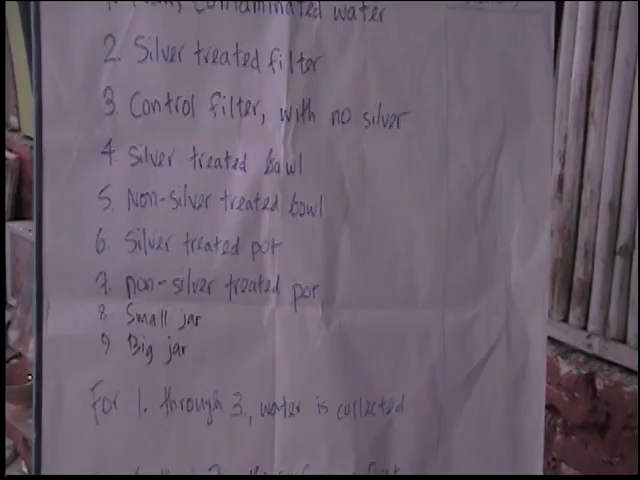 contaminated water
2. Silver treated filter
3. Control filter, with no silver
4 Silver treated bowl
5. Non-silver treated bowl
6. Silver treated pot
7. non-silver treated pot
8. Small jar
9 Big jar
For 1. through 3., water is collected